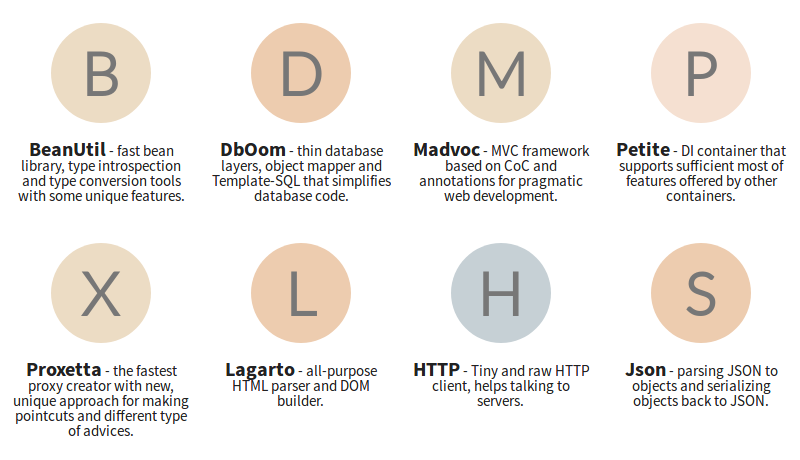 B
BeanUtil - fast bean
library, type introspection
and type conversion tools
with some unique features.
D
DbOom - thin database
layers, object mapper and
Template-SQL that simplifies
database code.
M
Madvoc - MVC framework
based on CoC and
annotations for pragmatic
web development.
P
Petite - DI container that
supports sufficient most of
features offered by other
containers.
X
Proxetta - the fastest
proxy creator with new,
unique approach for making
pointcuts and different type
of advices.
L
Lagarto - all-purpose
HTML parser and DOM
builder.
H
HTTP - Tiny and raw HTTP
client, helps talking to
servers.
S
Json - parsing JSON to
objects and serializing
objects back to JSON.